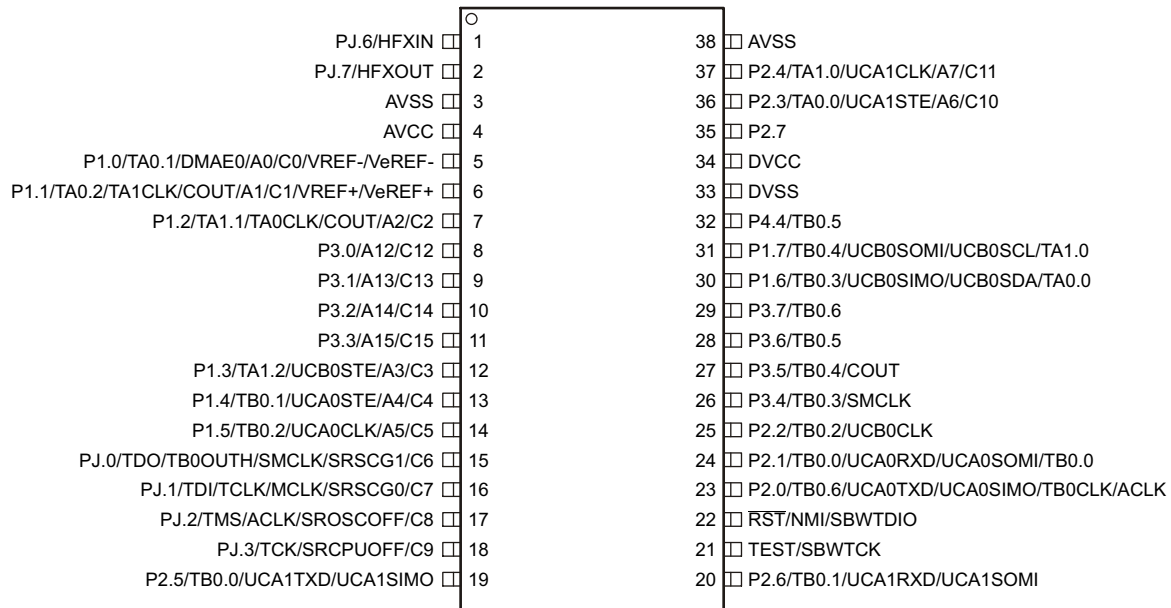 PJ.6/HFXIN 1 38 AVSS
PJ.7/HFXOUT 2 37 P2.4/TA1.0/UCA1CLK/A7/C11
AVSS 3 36 P2.3/TA0.0/UCA1STE/A6/C10
AVCC 4 35 P2.7
P1.0/TA0.1/DMAE0/A0/C0/VREF-/VeREF- 5 34 DVCC
P1.1/TA0.2/TA1CLK/COUT/A1/C1/VREF+/VeREF+ 6 33 DVSS
P1.2/TA1.1/TA0CLK/COUT/A2/C2 7 32 P4.4/TB0.5
P3.0/A12/C12 8 31 P1.7/TB0.4/UCB0SOMI/UCB0SCL/TA1.0
P3.1/A13/C13 9 30 P1.6/TB0.3/UCB0SIMO/UCB0SDA/TA0.0
P3.2/A14/C14 10 29 P3.7/TB0.6
P3.3/A15/C15 11 28 P3.6/TB0.5
P1.3/TA1.2/UCB0STE/A3/C3 12 27 P3.5/TB0.4/COUT
P1.4/TB0.1/UCA0STE/A4/C4 13 26 P3.4/TB0.3/SMCLK
P1.5/TB0.2/UCA0CLK/A5/C5 14 25 P2.2/TB0.2/UCB0CLK
PJ.0/TDO/TB0OUTH/SMCLK/SRSCG1/C6 15 24 P2.1/TB0.0/UCA0RXD/UCA0SOMI/TB0.0
PJ.1/TDI/TCLK/MCLK/SRSCG0/C7 16 23 P2.0/TB0.6/UCA0TXD/UCA0SIMO/TB0CLK/ACLK
PJ.2/TMS/ACLK/SROSCOFF/C8 17 22 RST/NMI/SBWTDIO
PJ.3/TCK/SRCPUOFF/C9 18 21 TEST/SBWTCK
P2.5/TB0.0/UCA1TXD/UCA1SIMO 19 20 P2.6/TB0.1/UCA1RXD/UCA1SOMI